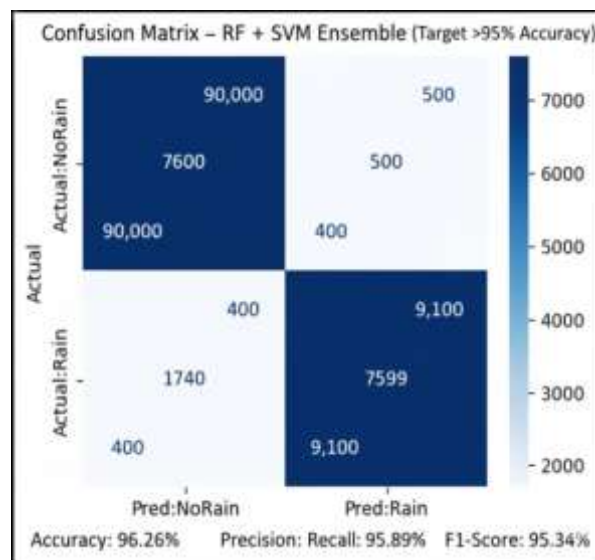 Confusion Matrix – RF + SVM Ensemble (Target >95% Accuracy)
Actual
Actual:NoRain
Actual:Rain
90,000 500
7600 500
90,000 400
400 9,100
1740 7599
400 9,100
Pred:NoRain Pred:Rain
7000
6000
5000
4000
3000
2000
Accuracy: 96.26% Precision: Recall: 95.89% F1-Score: 95.34%